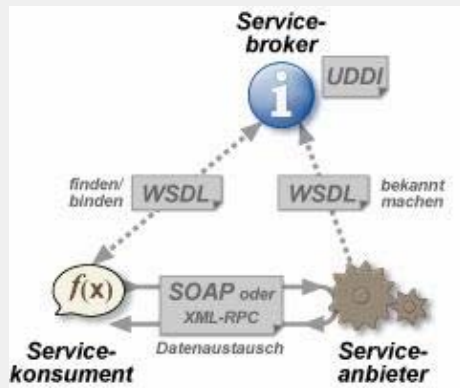 Service-
broker
UDDI
i
finden/
binden
WSDL
WSDL
bekannt
machen
f(x)
SOAP oder
XML-RPC
Datenaustausch
Service-
konsument
Service-
anbieter